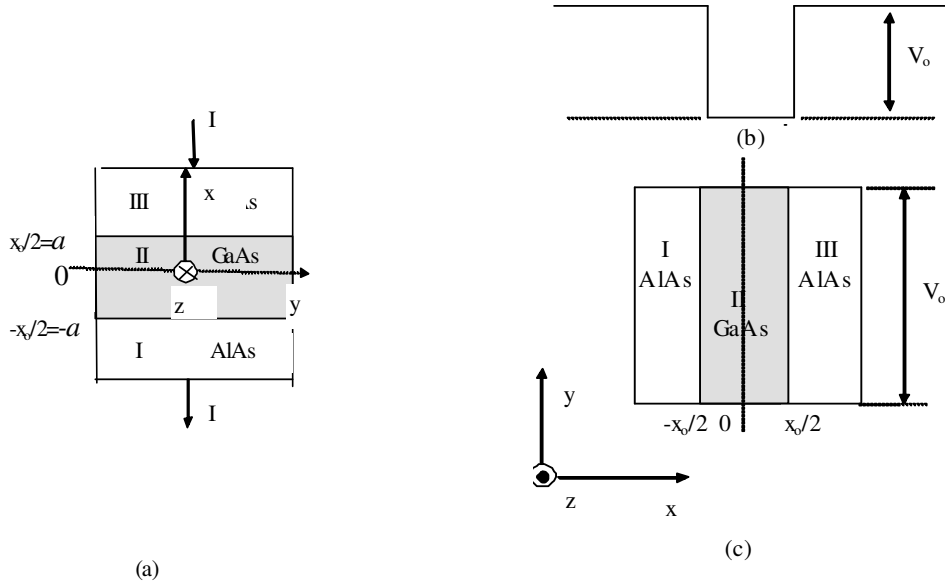 I
III
x
s
x₀/2=a
II
GaAs
0
z
y
-x₀/2=-a
I
AlAs
I
(a)
V₀
(b)
I
AlAs
III
AlAs
II
GaAs
V₀
-x₀/2
0
x₀/2
y
z
x
(c)